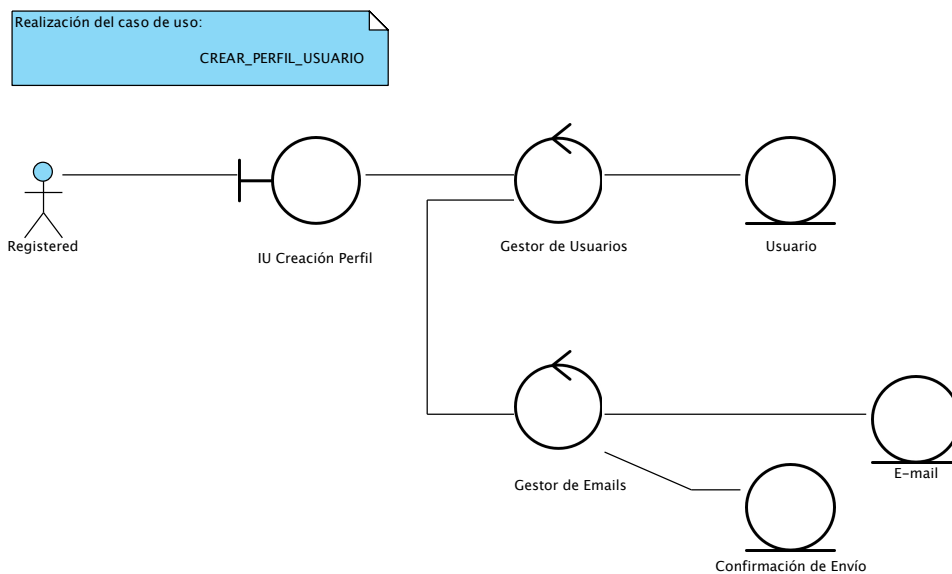 Realización del caso de uso:
CREAR_PERFIL_USUARIO
Registered
IU Creación Perfil
Gestor de Usuarios
Usuario
Gestor de Emails
E-mail
Confirmación de Envío